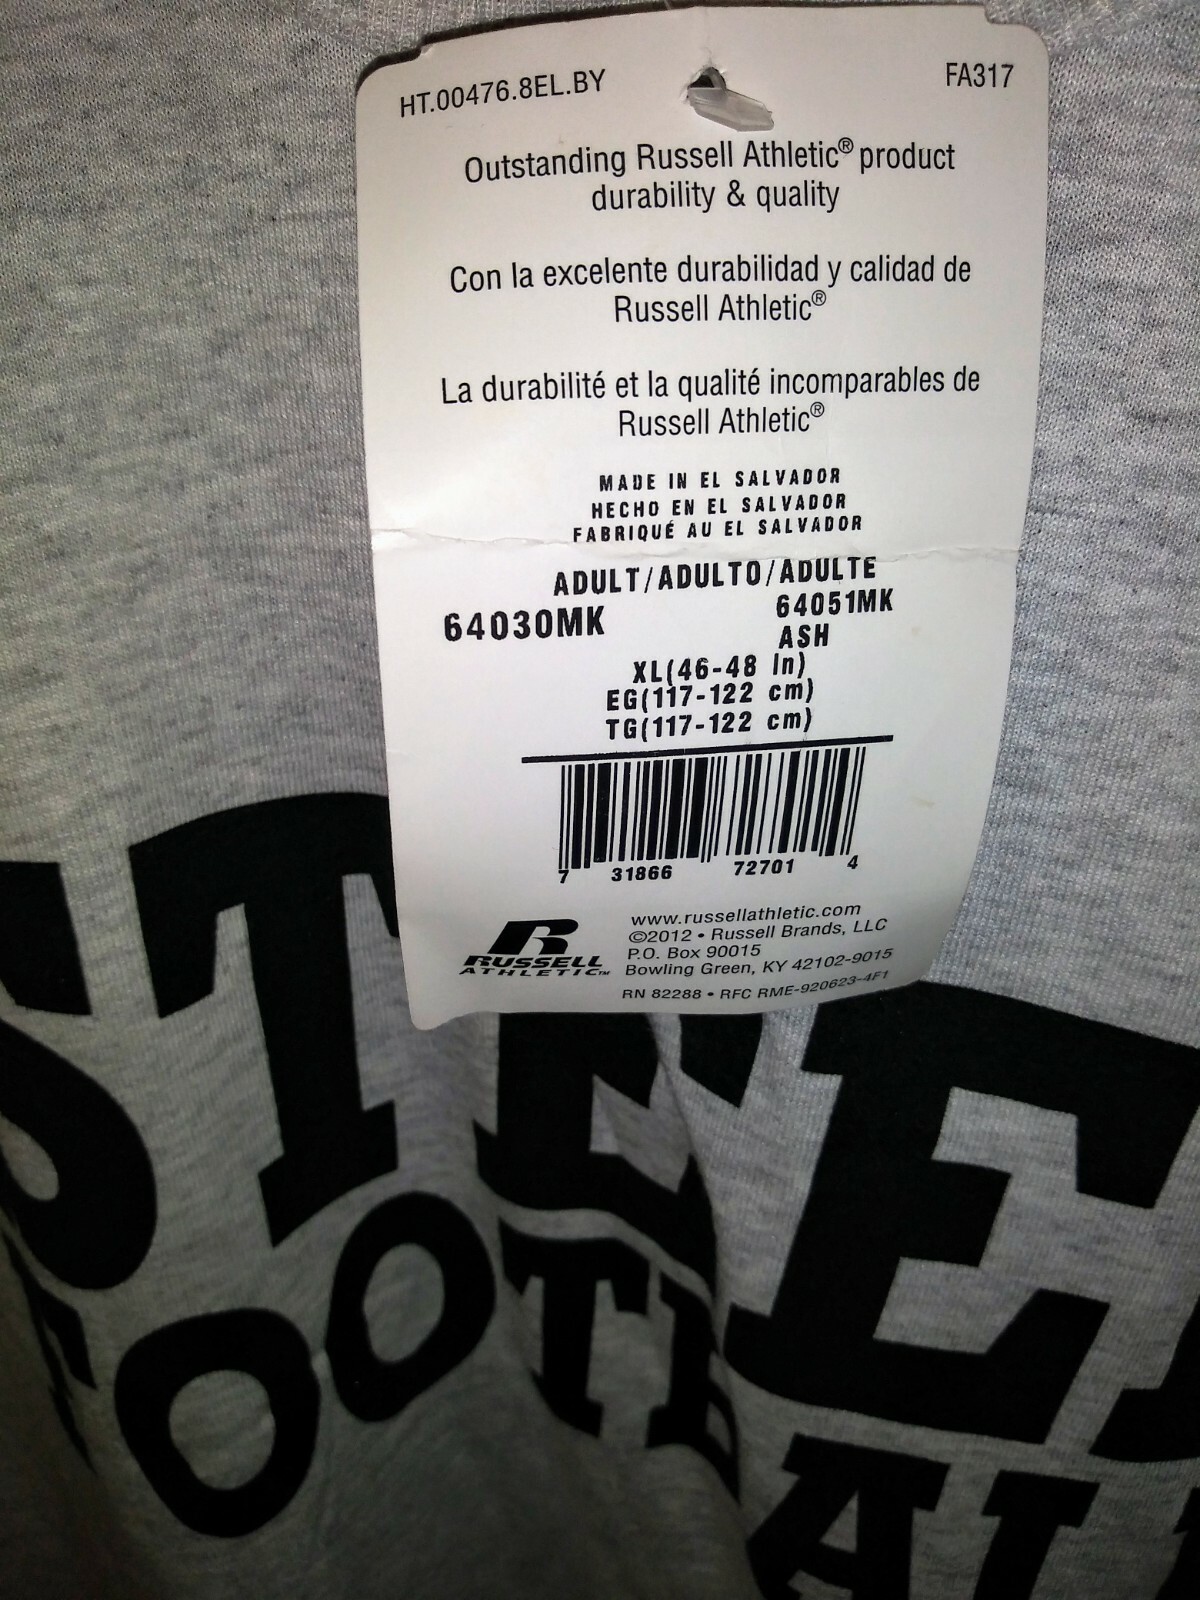 HT.00476.8EL.BY
FA317
Outstanding Russell Athletic® product
durability & quality
Con la excelente durabilidad y calidad de
Russell Athletic®
La durabilité et la qualité incomparables de
Russell Athletic®
MADE IN EL SALVADOR
HECHO EN EL SALVADOR
FABRIQUÉ AU EL SALVADOR
ADULT/ADULTO/ADULTE
64030MK 64051MK
ASH
XL(46-48 In)
EG(117-122 cm)
TG(117-122 cm)
7 31866 72701 4
R
RUSSELL
ATHLETIC™
www.russellathletic.com
©2012 • Russell Brands, LLC
P.O. Box 90015
Bowling Green, KY 42102-9015
RN 82288 • RFC RME-920623-4F1